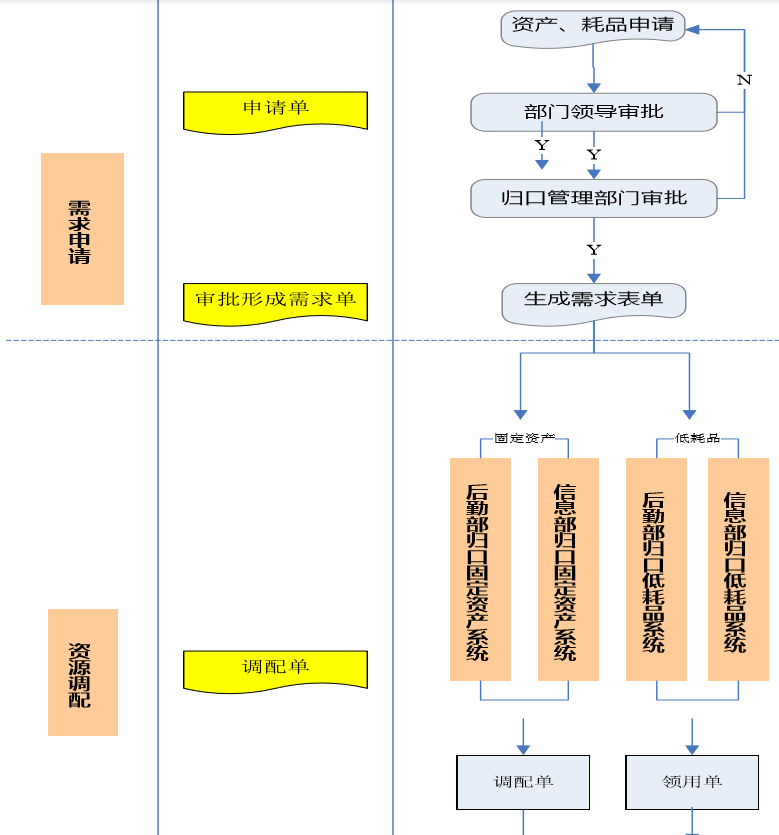 资产、耗品申请
N
申请单
部门领导审批
Y
Y
需求申请
归口管理部门审批
Y
审批形成需求单
生成需求表单
固定资产
低耗品
后勤部归口固定资产系统
信息部归口固定资产系统
后勤部归口低耗品系统
信息部归口低耗品系统
资源调配
调配单
调配单
领用单